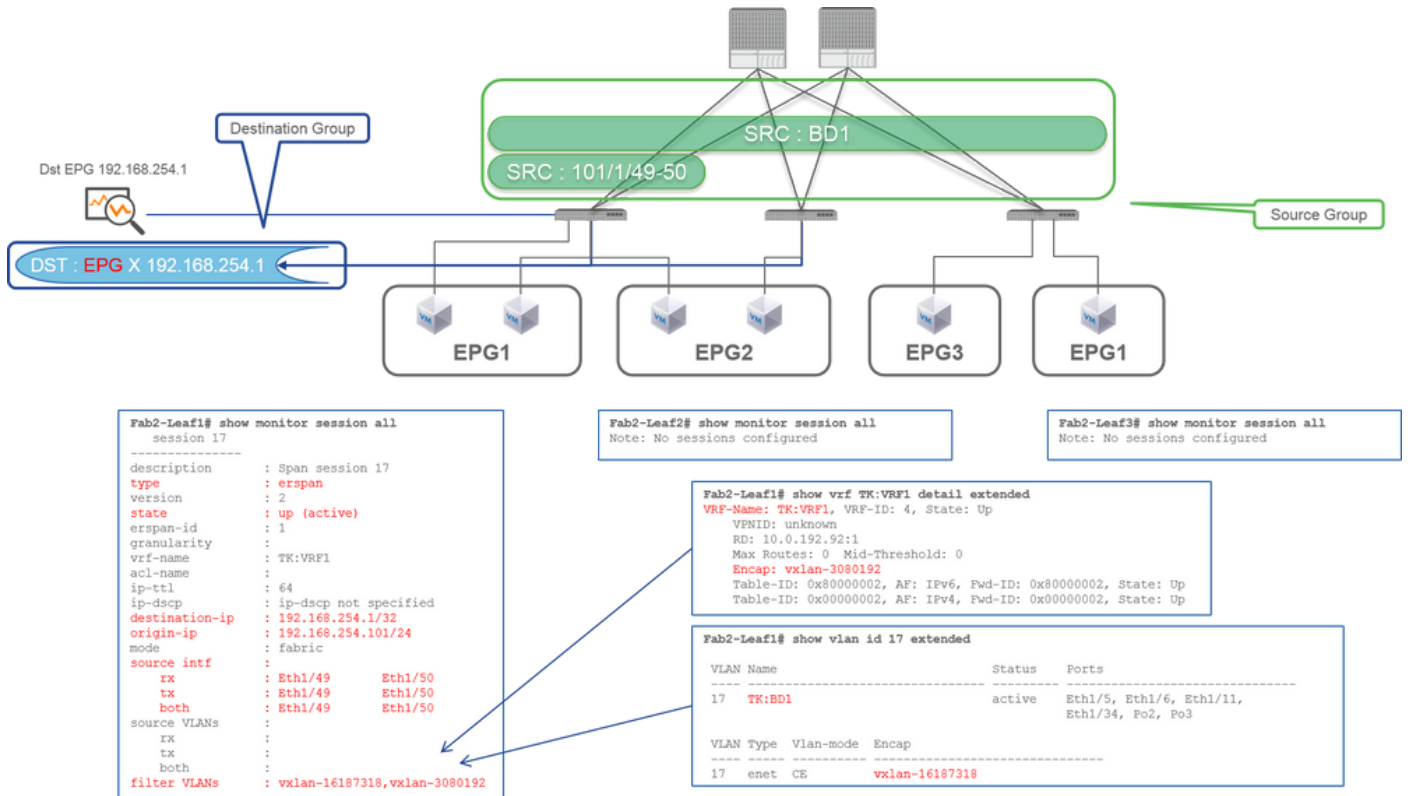 SRC : BD1
SRC : 101/1/49-50
Destination Group
Dst EPG 192.168.254.1
Source Group
DST : EPG X 192.168.254.1
VM
VM
VM
VM
VM
VM
EPG1
EPG2
EPG3
EPG1
Fab2-Leaf1# show monitor session all
session 17
---------------
description : Span session 17
type : erspan
version : 2
state : up (active)
erspan-id : 1
granularity :
vrf-name : TK:VRF1
acl-name :
ip-ttl : 64
ip-dscp : ip-dscp not specified
destination-ip : 192.168.254.1/32
origin-ip : 192.168.254.101/24
mode : fabric
source intf :
rx : Eth1/49 Eth1/50
tx : Eth1/49 Eth1/50
both : Eth1/49 Eth1/50
source VLANs :
rx :
tx :
both :
filter VLANs : vxlan-16187318,vxlan-3080192
Fab2-Leaf2# show monitor session all
Note: No sessions configured
Fab2-Leaf3# show monitor session all
Note: No sessions configured
Fab2-Leaf1# show vrf TK:VRF1 detail extended
VRF-Name: TK:VRF1, VRF-ID: 4, State: Up
VPNID: unknown
RD: 10.0.192.92:1
Max Routes: 0 Mid-Threshold: 0
Encap: vxlan-3080192
Table-ID: 0x80000002, AF: IPv6, Fwd-ID: 0x80000002, State: Up
Table-ID: 0x00000002, AF: IPv4, Fwd-ID: 0x00000002, State: Up
Fab2-Leaf1# show vlan id 17 extended
VLAN Name Status Ports
---- -------------------------------- --------- -------------------------------
17 TK:BD1 active Eth1/5, Eth1/6, Eth1/11,
Eth1/34, Po2, Po3
VLAN Type Vlan-mode Encap
---- ----- ---------- -------------------------------
17 enet CE vxlan-16187318